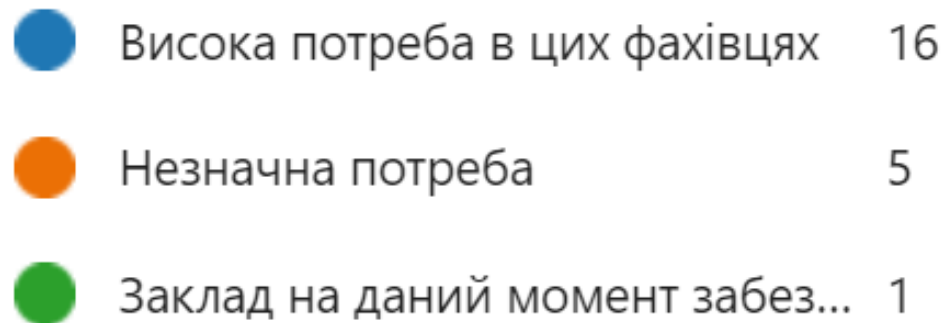 Висока потреба в цих фахівцях 16
Незначна потреба 5
Заклад на даний момент забез... 1